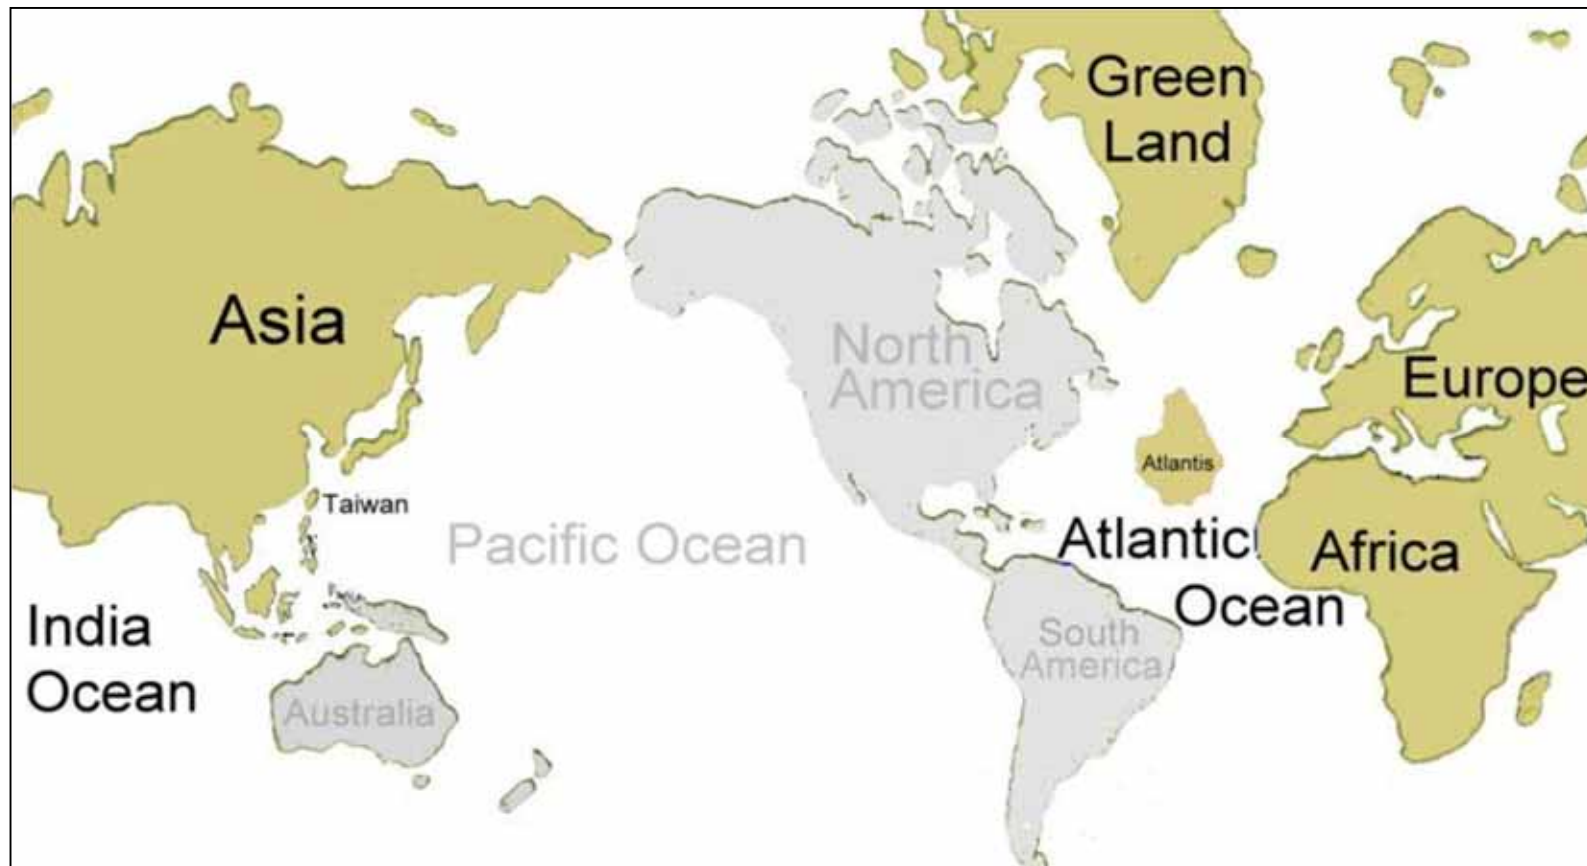 Green
Land
Asia
North
America
Europe
Atlantis
Taiwan
Pacific Ocean
Atlantic
Ocean
Africa
India
Ocean
South
America
Australia